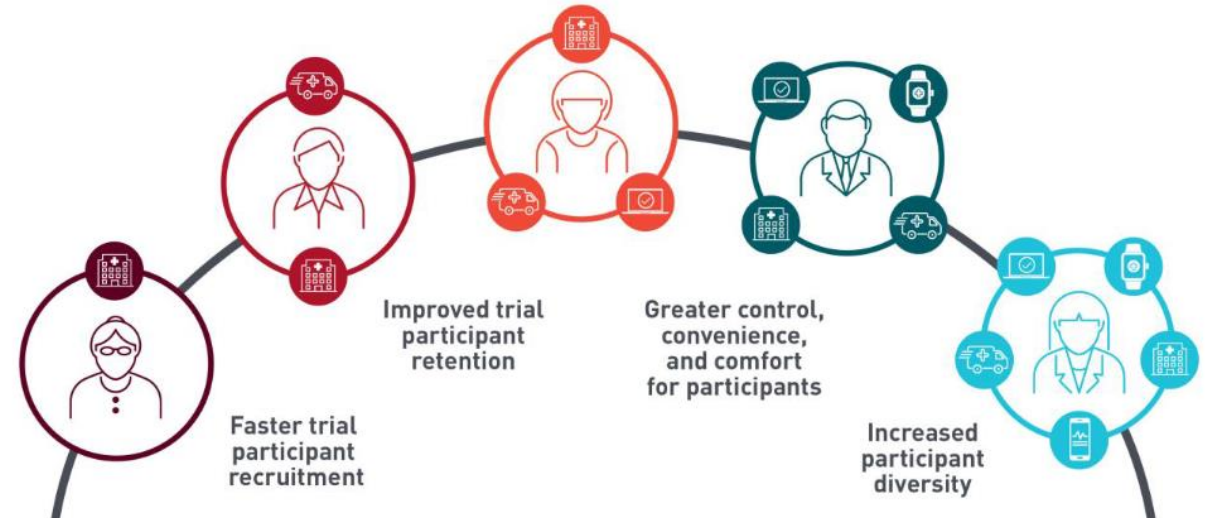 Faster trial
participant
recruitment
Improved trial
participant
retention
Greater control,
convenience,
and comfort
for participants
Increased
participant
diversity